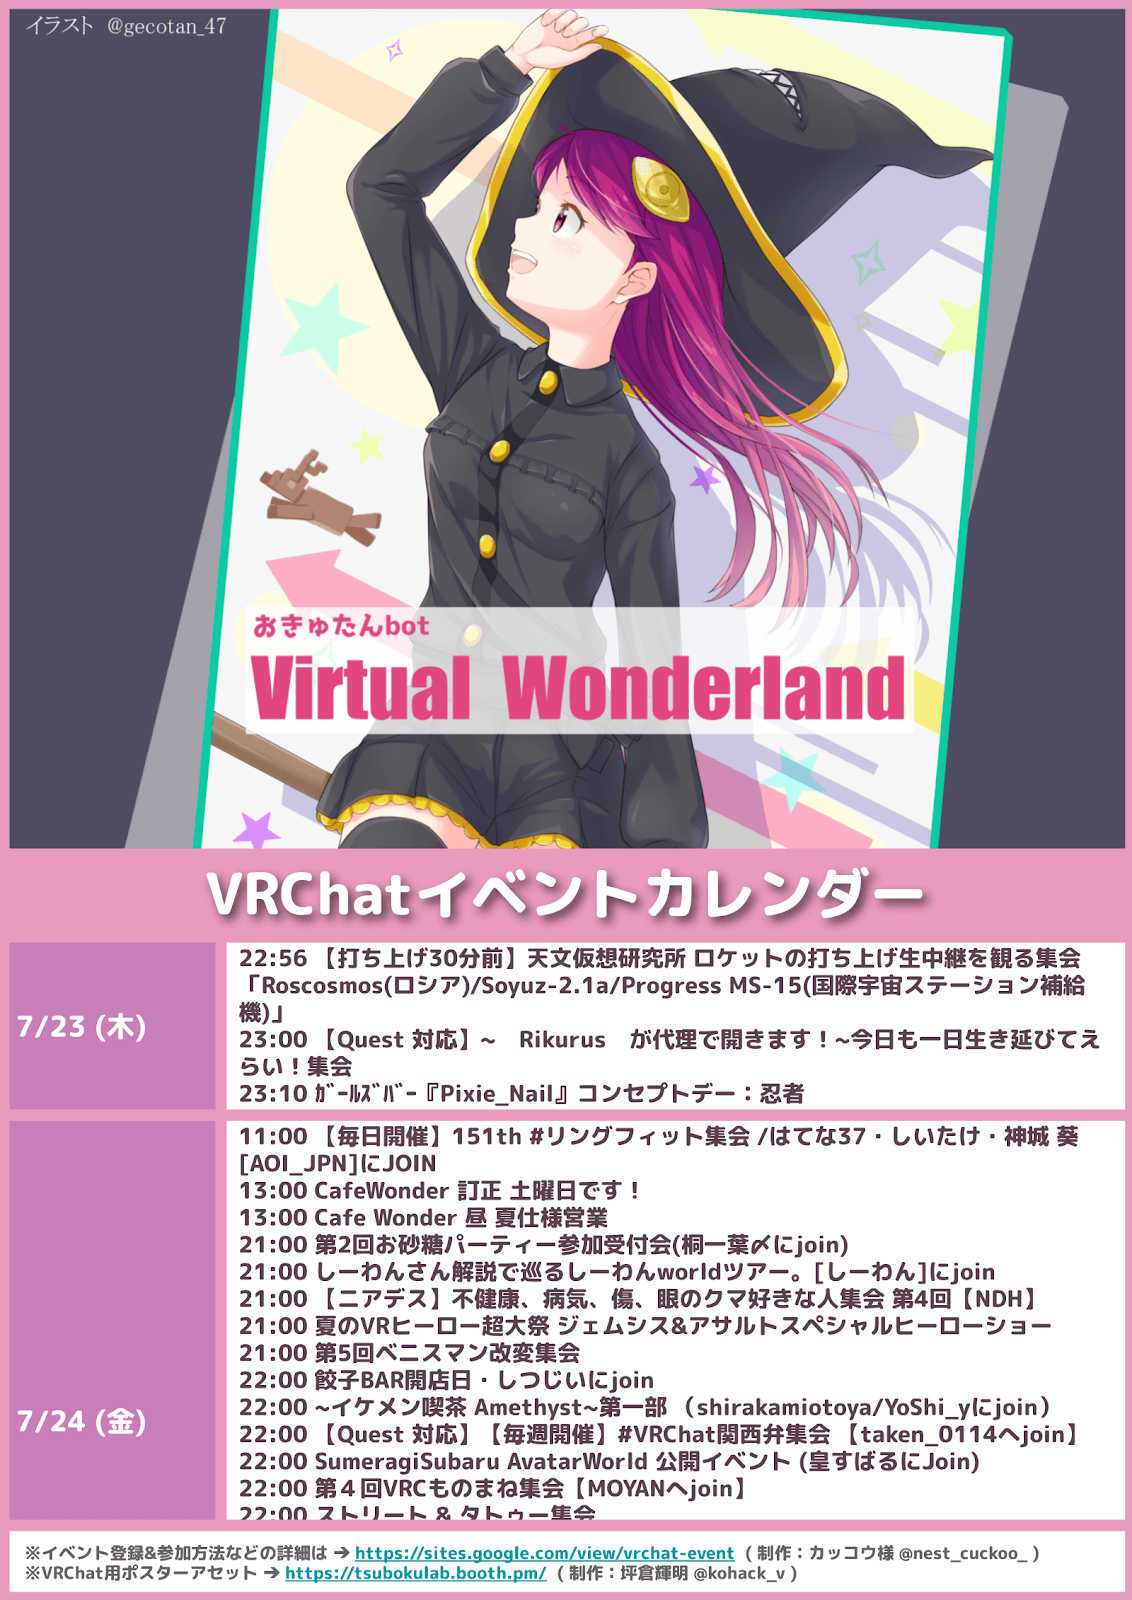 イラスト @gecotan_47
おきゅたんbot
Virtual Wonderland
VRChatイベントカレンダー
7/23 (木)
22:56 【打ち上げ30分前】天文仮想研究所 ロケットの打ち上げ生中継を観る集会
「Roscosmos(ロシア)/Soyuz-2.1a/Progress MS-15(国際宇宙ステーション補給
機)」
23:00 【Quest 対応】~　Rikurus　が代理で開きます！~今日も一日生き延びてえ
らい！集会
23:10 ｶﾞｰﾙｽﾞﾊﾞｰ『Pixie_Nail』コンセプトデー：忍者
7/24 (金)
11:00 【毎日開催】151th #リングフィット集会 /はてな37・しいたけ・神城 葵
[AOI_JPN]にJOIN
13:00 CafeWonder 訂正 土曜日です！
13:00 Cafe Wonder 昼 夏仕様営業
21:00 第2回お砂糖パーティー参加受付会(桐一葉〆にjoin)
21:00 しーわんさん解説で巡るしーわんworldツアー。[しーわん]にjoin
21:00 【ニアデス】不健康、病気、傷、眼のクマ好きな人集会 第4回【NDH】
21:00 夏のVRヒーロー超大祭 ジェムシス&アサルトスペシャルヒーローショー
21:00 第5回ベニスマン改変集会
22:00 餃子BAR開店日・しつじいにjoin
22:00 ~イケメン喫茶 Amethyst~第一部 （shirakamiotoya/YoShi_yにjoin）
22:00 【Quest 対応】【毎週開催】#VRChat関西弁集会 【taken_0114へjoin】
22:00 SumeragiSubaru AvatarWorld 公開イベント (皇すばるにJoin)
22:00 第４回VRCものまね集会【MOYANへjoin】
22:00 ストリート & タトゥー集会
※イベント登録&参加方法などの詳細は → https://sites.google.com/view/vrchat-event ( 制作：カッコウ様 @nest_cuckoo_ )
※VRChat用ポスターアセット → https://tsubokulab.booth.pm/ ( 制作：坪倉輝明 @kohack_v )